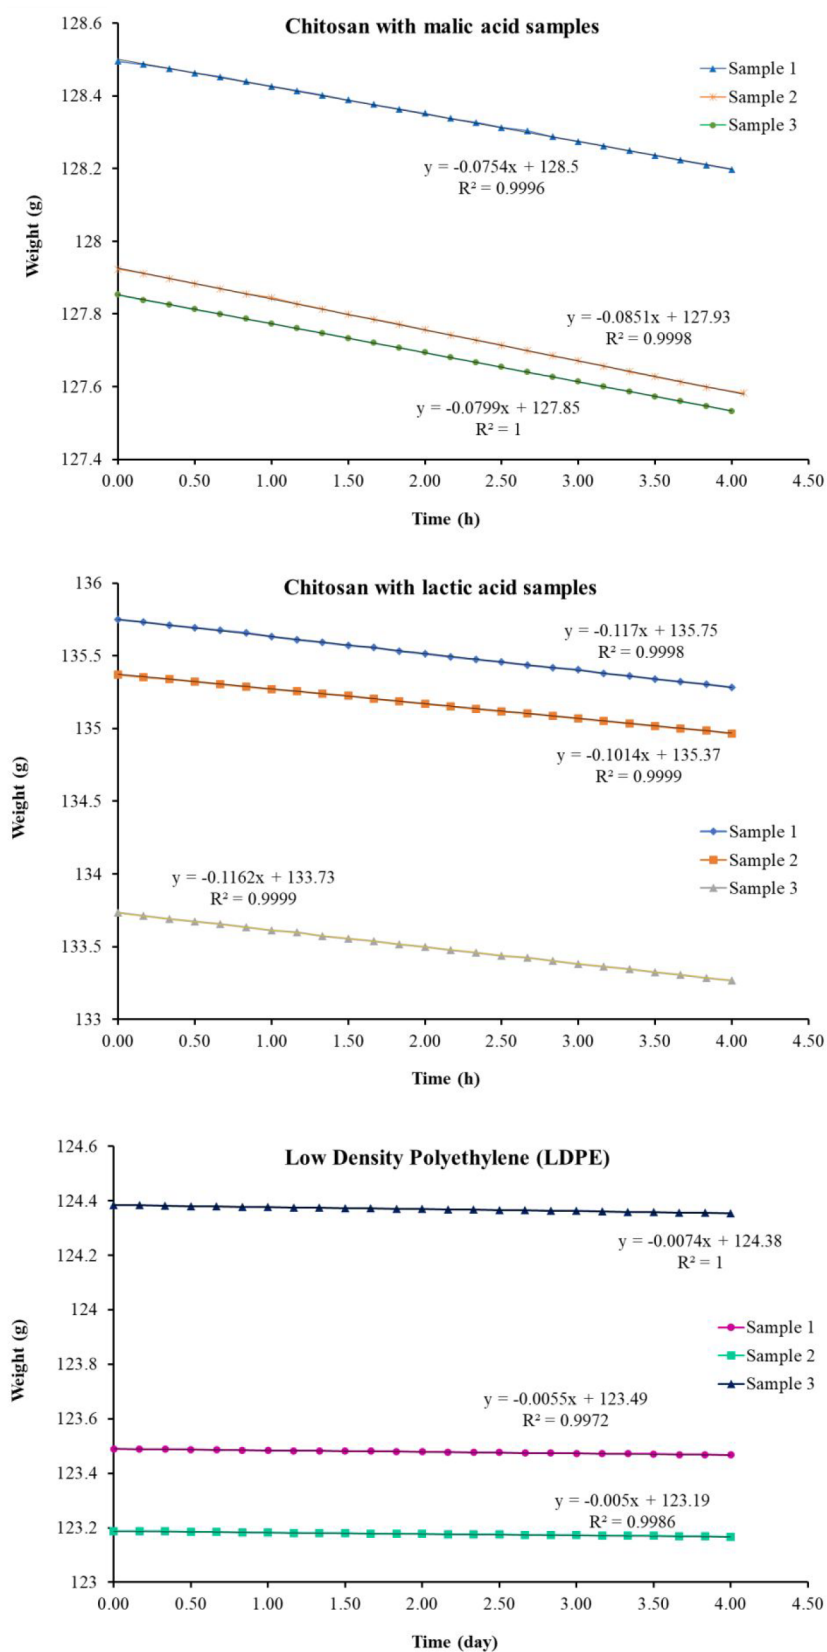 Chitosan with malic acid samples
128.6
128.4
128.2
128
127.8
127.6
127.4
Weight (g)
Sample 1
Sample 2
Sample 3
y = -0.0754x + 128.5
R² = 0.9996
y = -0.0851x + 127.93
R² = 0.9998
y = -0.0799x + 127.85
R² = 1
0.00 0.50 1.00 1.50 2.00 2.50 3.00 3.50 4.00 4.50
Time (h)
Chitosan with lactic acid samples
136
135.5
135
134.5
134
133.5
133
Weight (g)
y = -0.117x + 135.75
R² = 0.9998
y = -0.1014x + 135.37
R² = 0.9999
Sample 1
Sample 2
Sample 3
y = -0.1162x + 133.73
R² = 0.9999
0.00 0.50 1.00 1.50 2.00 2.50 3.00 3.50 4.00 4.50
Time (h)
Low Density Polyethylene (LDPE)
124.6
124.4
124.2
124
123.8
123.6
123.4
123.2
123
Weight (g)
y = -0.0074x + 124.38
R² = 1
Sample 1
Sample 2
Sample 3
y = -0.0055x + 123.49
R² = 0.9972
y = -0.005x + 123.19
R² = 0.9986
0.00 0.50 1.00 1.50 2.00 2.50 3.00 3.50 4.00 4.50
Time (day)